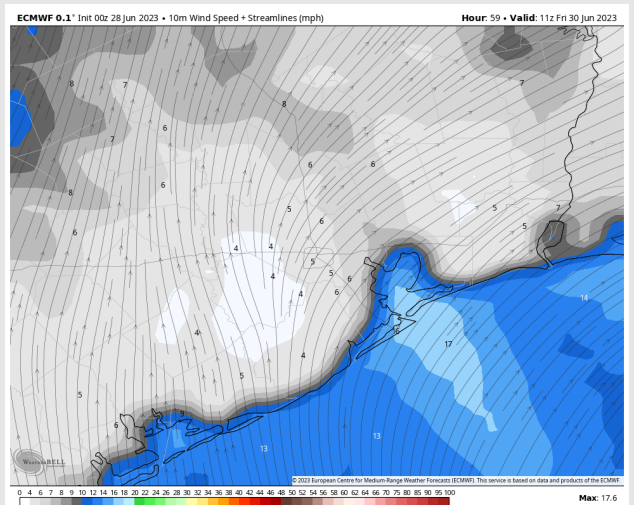 ECMWF 0.1° Init 00z 28 Jun 2023 • 10m Wind Speed + Streamlines (mph)
Hour: 59 • Valid: 11z Fri 30 Jun 2023
8 7 7
8
6 7
6 6
6
8 5 5 7
6 6 5
4 4
5 5 6
4
4 6 14
4 16
17
4
5
5
6 9
13
13
WEATHERBELL
© 2023 European Centre for Medium-Range Weather Forecasts (ECMWF). This service is based on data and products of the ECMWF
0 4 6 7 8 9 10 12 14 16 18 20 22 24 26 28 30 32 34 36 38 40 42 44 46 48 50 52 54 56 58 60 62 64 66 68 70 75 80 85 90 95 100
Max: 17.6